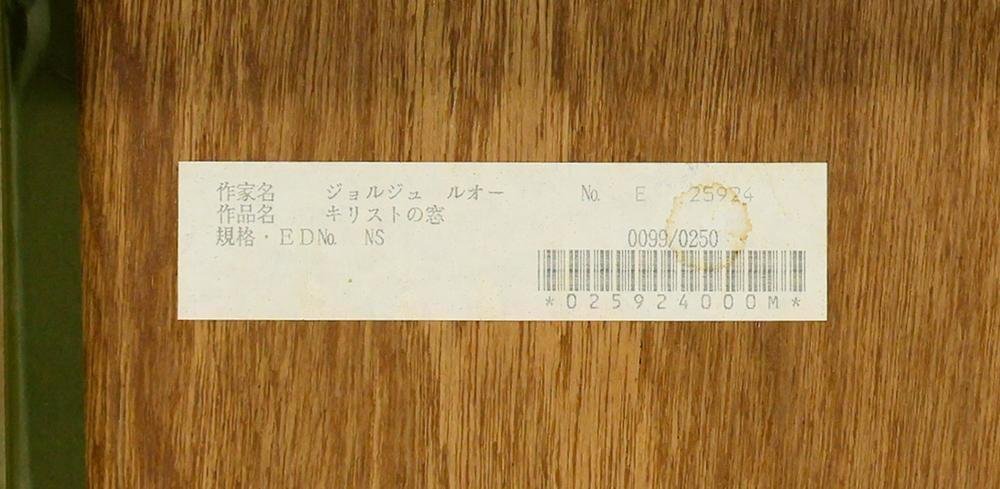 作家名　ジョルジュ　ルオー　No.　E　25924
作品名　キリストの窓
規格・EDNo.　NS　0099/0250
*025924000M*